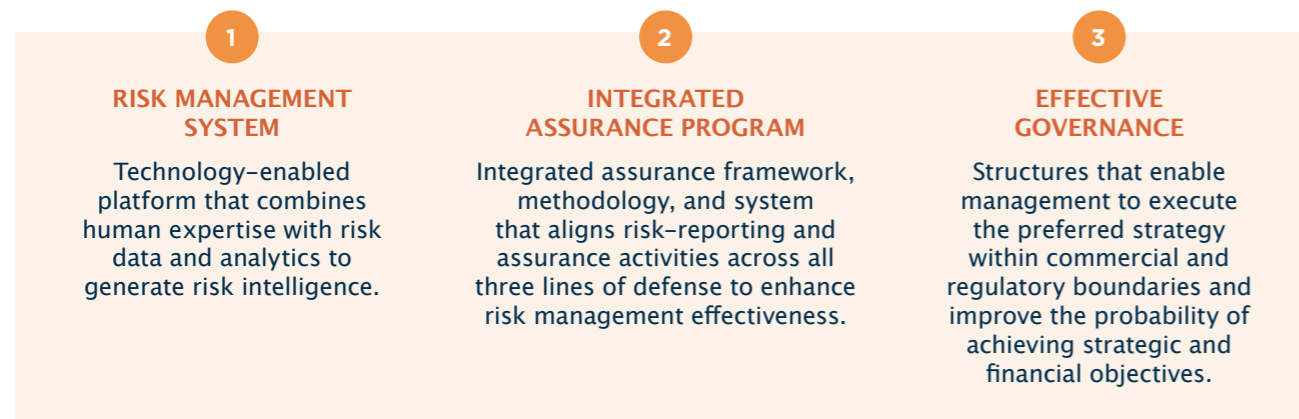 1
RISK MANAGEMENT
SYSTEM
Technology–enabled
platform that combines
human expertise with risk
data and analytics to
generate risk intelligence.
2
INTEGRATED
ASSURANCE PROGRAM
Integrated assurance framework,
methodology, and system
that aligns risk–reporting and
assurance activities across all
three lines of defense to enhance
risk management effectiveness.
3
EFFECTIVE
GOVERNANCE
Structures that enable
management to execute
the preferred strategy
within commercial and
regulatory boundaries and
improve the probability of
achieving strategic and
financial objectives.